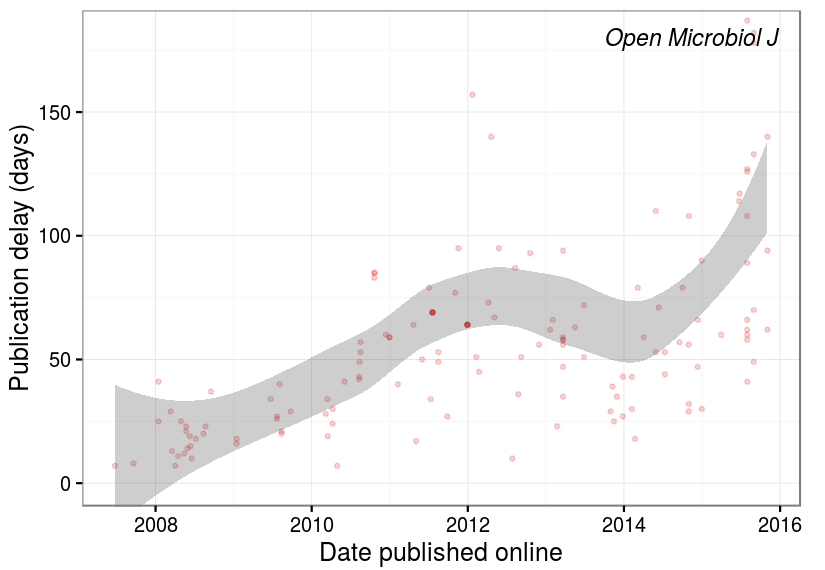 Open Microbiol J
Publication delay (days)
150
100
50
0
2008 2010 2012 2014 2016
Date published online